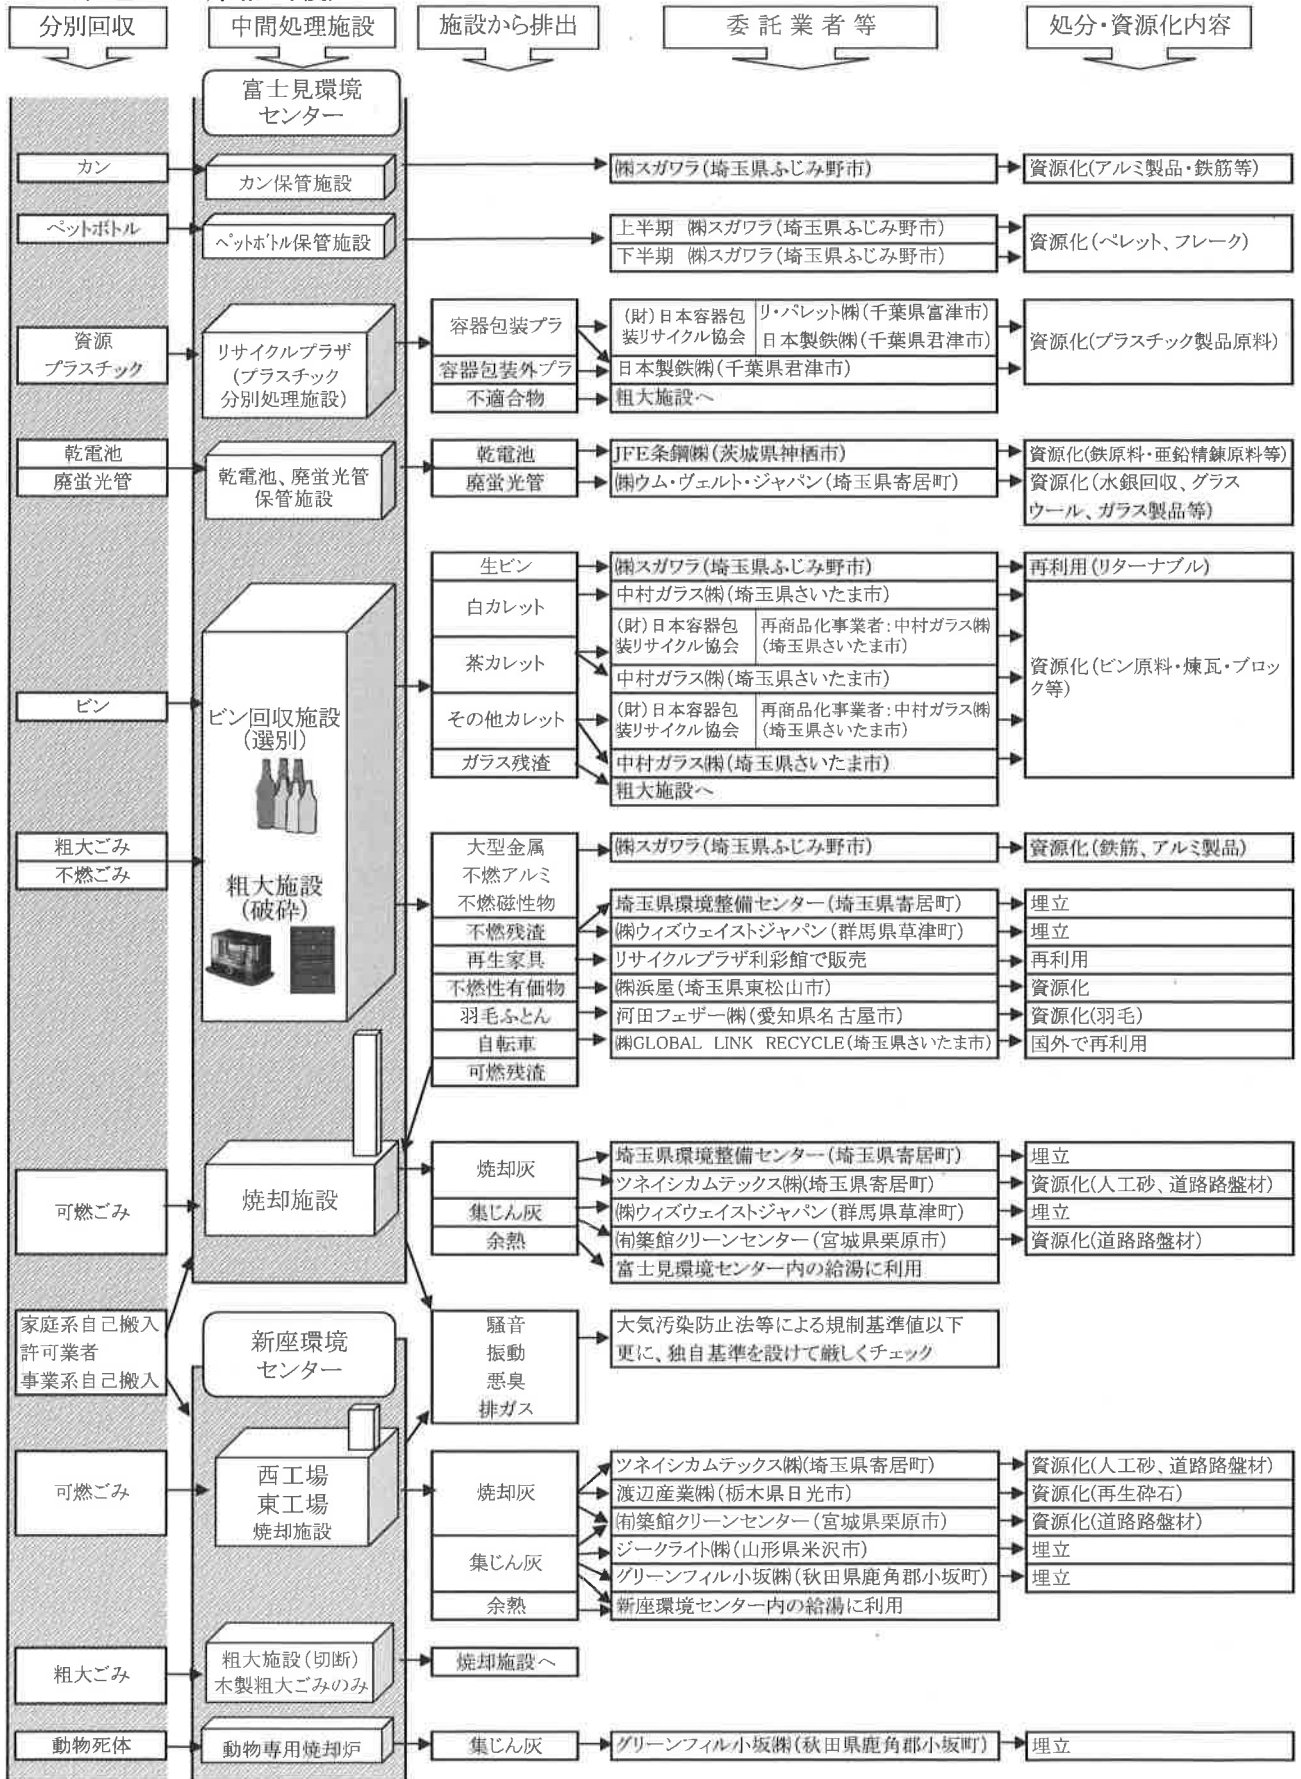 分別回収
中間処理施設
施設から排出
委託業者等
処分・資源化内容
富士見環境
センター
カン
カン保管施設
㈱スガワラ(埼玉県ふじみ野市)
資源化(アルミ製品・鉄筋等)
ペットボトル
ペットボトル保管施設
上半期 ㈱スガワラ(埼玉県ふじみ野市)
下半期 ㈱スガワラ(埼玉県ふじみ野市)
資源化(ペレット、フレーク)
資源
プラスチック
リサイクルプラザ
(プラスチック
分別処理施設)
容器包装プラ
(財)日本容器包
装リサイクル協会
リ・パレット㈱(千葉県富津市)
日本製鉄㈱(千葉県君津市)
資源化(プラスチック製品原料)
容器包装外プラ
日本製鉄㈱(千葉県君津市)
不適合物
粗大施設へ
乾電池
廃蛍光管
乾電池、廃蛍光管
保管施設
乾電池
JFE条鋼㈱(茨城県神栖市)
資源化(鉄原料・亜鉛精錬原料等)
廃蛍光管
㈱ウム・ヴェルト・ジャパン(埼玉県寄居町)
資源化(水銀回収、グラス
ウール、ガラス製品等)
ビン
ビン回収施設
(選別)
生ビン
㈱スガワラ(埼玉県ふじみ野市)
再利用(リターナブル)
白カレット
中村ガラス㈱(埼玉県さいたま市)
(財)日本容器包
装リサイクル協会
再商品化事業者:中村ガラス㈱
(埼玉県さいたま市)
茶カレット
中村ガラス㈱(埼玉県さいたま市)
資源化(ビン原料・煉瓦・ブロッ
ク等)
その他カレット
(財)日本容器包
装リサイクル協会
再商品化事業者:中村ガラス㈱
(埼玉県さいたま市)
ガラス残渣
中村ガラス㈱(埼玉県さいたま市)
粗大施設へ
粗大ごみ
不燃ごみ
粗大施設
(破砕)
大型金属
不燃アルミ
不燃磁性物
㈱スガワラ(埼玉県ふじみ野市)
資源化(鉄筋、アルミ製品)
埼玉県環境整備センター(埼玉県寄居町)
埋立
不燃残渣
㈱ウィズウェイストジャパン(群馬県草津町)
埋立
再生家具
リサイクルプラザ利彩館で販売
再利用
不燃性有価物
㈱浜屋(埼玉県東松山市)
資源化
羽毛ふとん
河田フェザー㈱(愛知県名古屋市)
資源化(羽毛)
自転車
㈱GLOBAL LINK RECYCLE(埼玉県さいたま市)
国外で再利用
可燃残渣
可燃ごみ
焼却施設
焼却灰
埼玉県環境整備センター(埼玉県寄居町)
埋立
ツネイシカムテックス㈱(埼玉県寄居町)
資源化(人工砂、道路路盤材)
集じん灰
㈱ウィズウェイストジャパン(群馬県草津町)
埋立
余熱
㈲築館クリーンセンター(宮城県栗原市)
資源化(道路路盤材)
富士見環境センター内の給湯に利用
家庭系自己搬入
許可業者
事業系自己搬入
新座環境
センター
騒音
振動
悪臭
排ガス
大気汚染防止法等による規制基準値以下
更に、独自基準を設けて厳しくチェック
可燃ごみ
西工場
東工場
焼却施設
焼却灰
ツネイシカムテックス㈱(埼玉県寄居町)
資源化(人工砂、道路路盤材)
渡辺産業㈱(栃木県日光市)
資源化(再生砕石)
㈲築館クリーンセンター(宮城県栗原市)
資源化(道路路盤材)
集じん灰
ジークライト㈱(山形県米沢市)
埋立
グリーンフィル小坂㈱(秋田県鹿角郡小坂町)
埋立
余熱
新座環境センター内の給湯に利用
粗大ごみ
粗大施設(切断)
木製粗大ごみのみ
焼却施設へ
動物死体
動物専用焼却炉
集じん灰
グリーンフィル小坂㈱(秋田県鹿角郡小坂町)
埋立